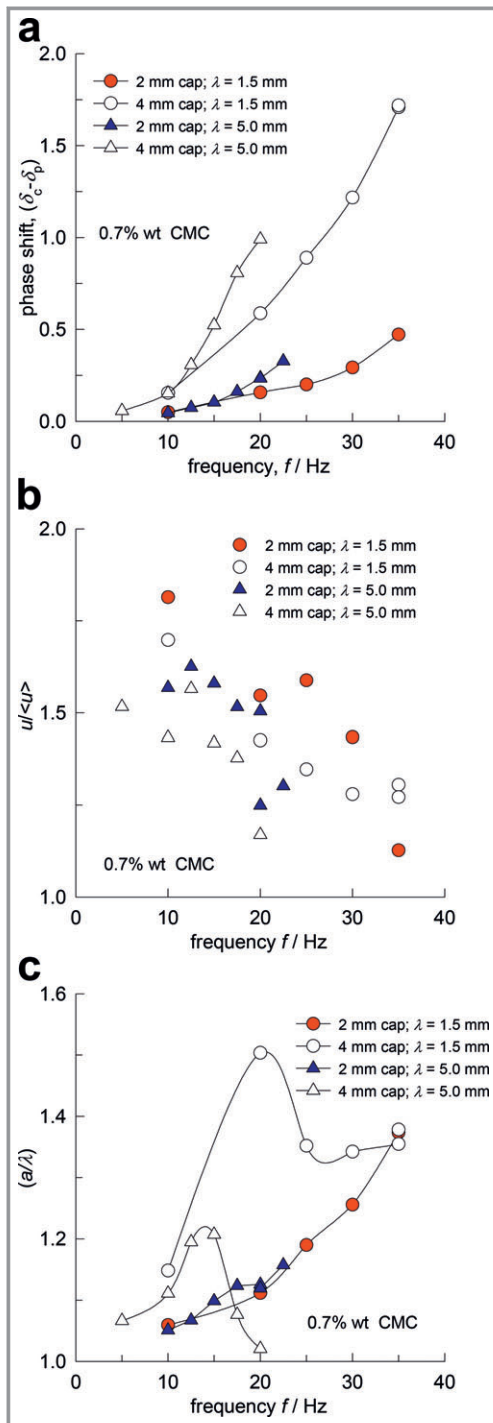 a
2.0
2 mm cap; λ = 1.5 mm
4 mm cap; λ = 1.5 mm
2 mm cap; λ = 5.0 mm
4 mm cap; λ = 5.0 mm
1.5
1.0
0.7% wt CMC
0.5
0.0
phase shift, (δc-δp)
0 10 20 30 40
frequency, f / Hz
b
2.0
2 mm cap; λ = 1.5 mm
4 mm cap; λ = 1.5 mm
2 mm cap; λ = 5.0 mm
4 mm cap; λ = 5.0 mm
u/<u>
1.5
0.7% wt CMC
1.0
0 10 20 30 40
frequency f / Hz
c
1.6
2 mm cap; λ = 1.5 mm
4 mm cap; λ = 1.5 mm
2 mm cap; λ = 5.0 mm
4 mm cap; λ = 5.0 mm
1.4
(a/λ)
1.2
0.7% wt CMC
1.0
0 10 20 30 40
frequency f / Hz